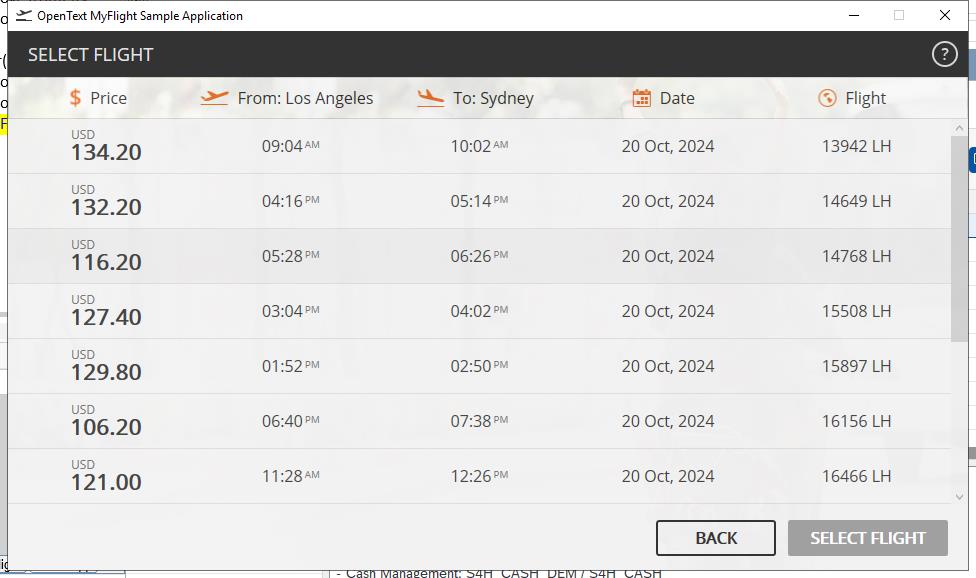 OpenText MyFlight Sample Application
SELECT FLIGHT
?
$ Price From: Los Angeles To: Sydney Date Flight
USD
134.20 09:04 AM 10:02 AM 20 Oct, 2024 13942 LH
USD
132.20 04:16 PM 05:14 PM 20 Oct, 2024 14649 LH
USD
116.20 05:28 PM 06:26 PM 20 Oct, 2024 14768 LH
USD
127.40 03:04 PM 04:02 PM 20 Oct, 2024 15508 LH
USD
129.80 01:52 PM 02:50 PM 20 Oct, 2024 15897 LH
USD
106.20 06:40 PM 07:38 PM 20 Oct, 2024 16156 LH
USD
121.00 11:28 AM 12:26 PM 20 Oct, 2024 16466 LH
BACK SELECT FLIGHT
- Cash Management: S4H_CASH_DEM / S4H_CASH